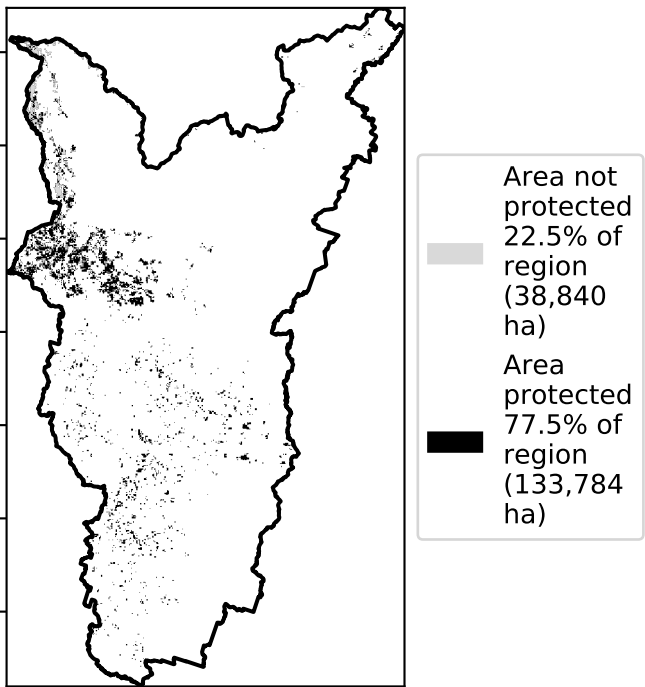 Area not
protected
22.5% of
region
(38,840
ha)
Area
protected
77.5% of
region
(133,784
ha)